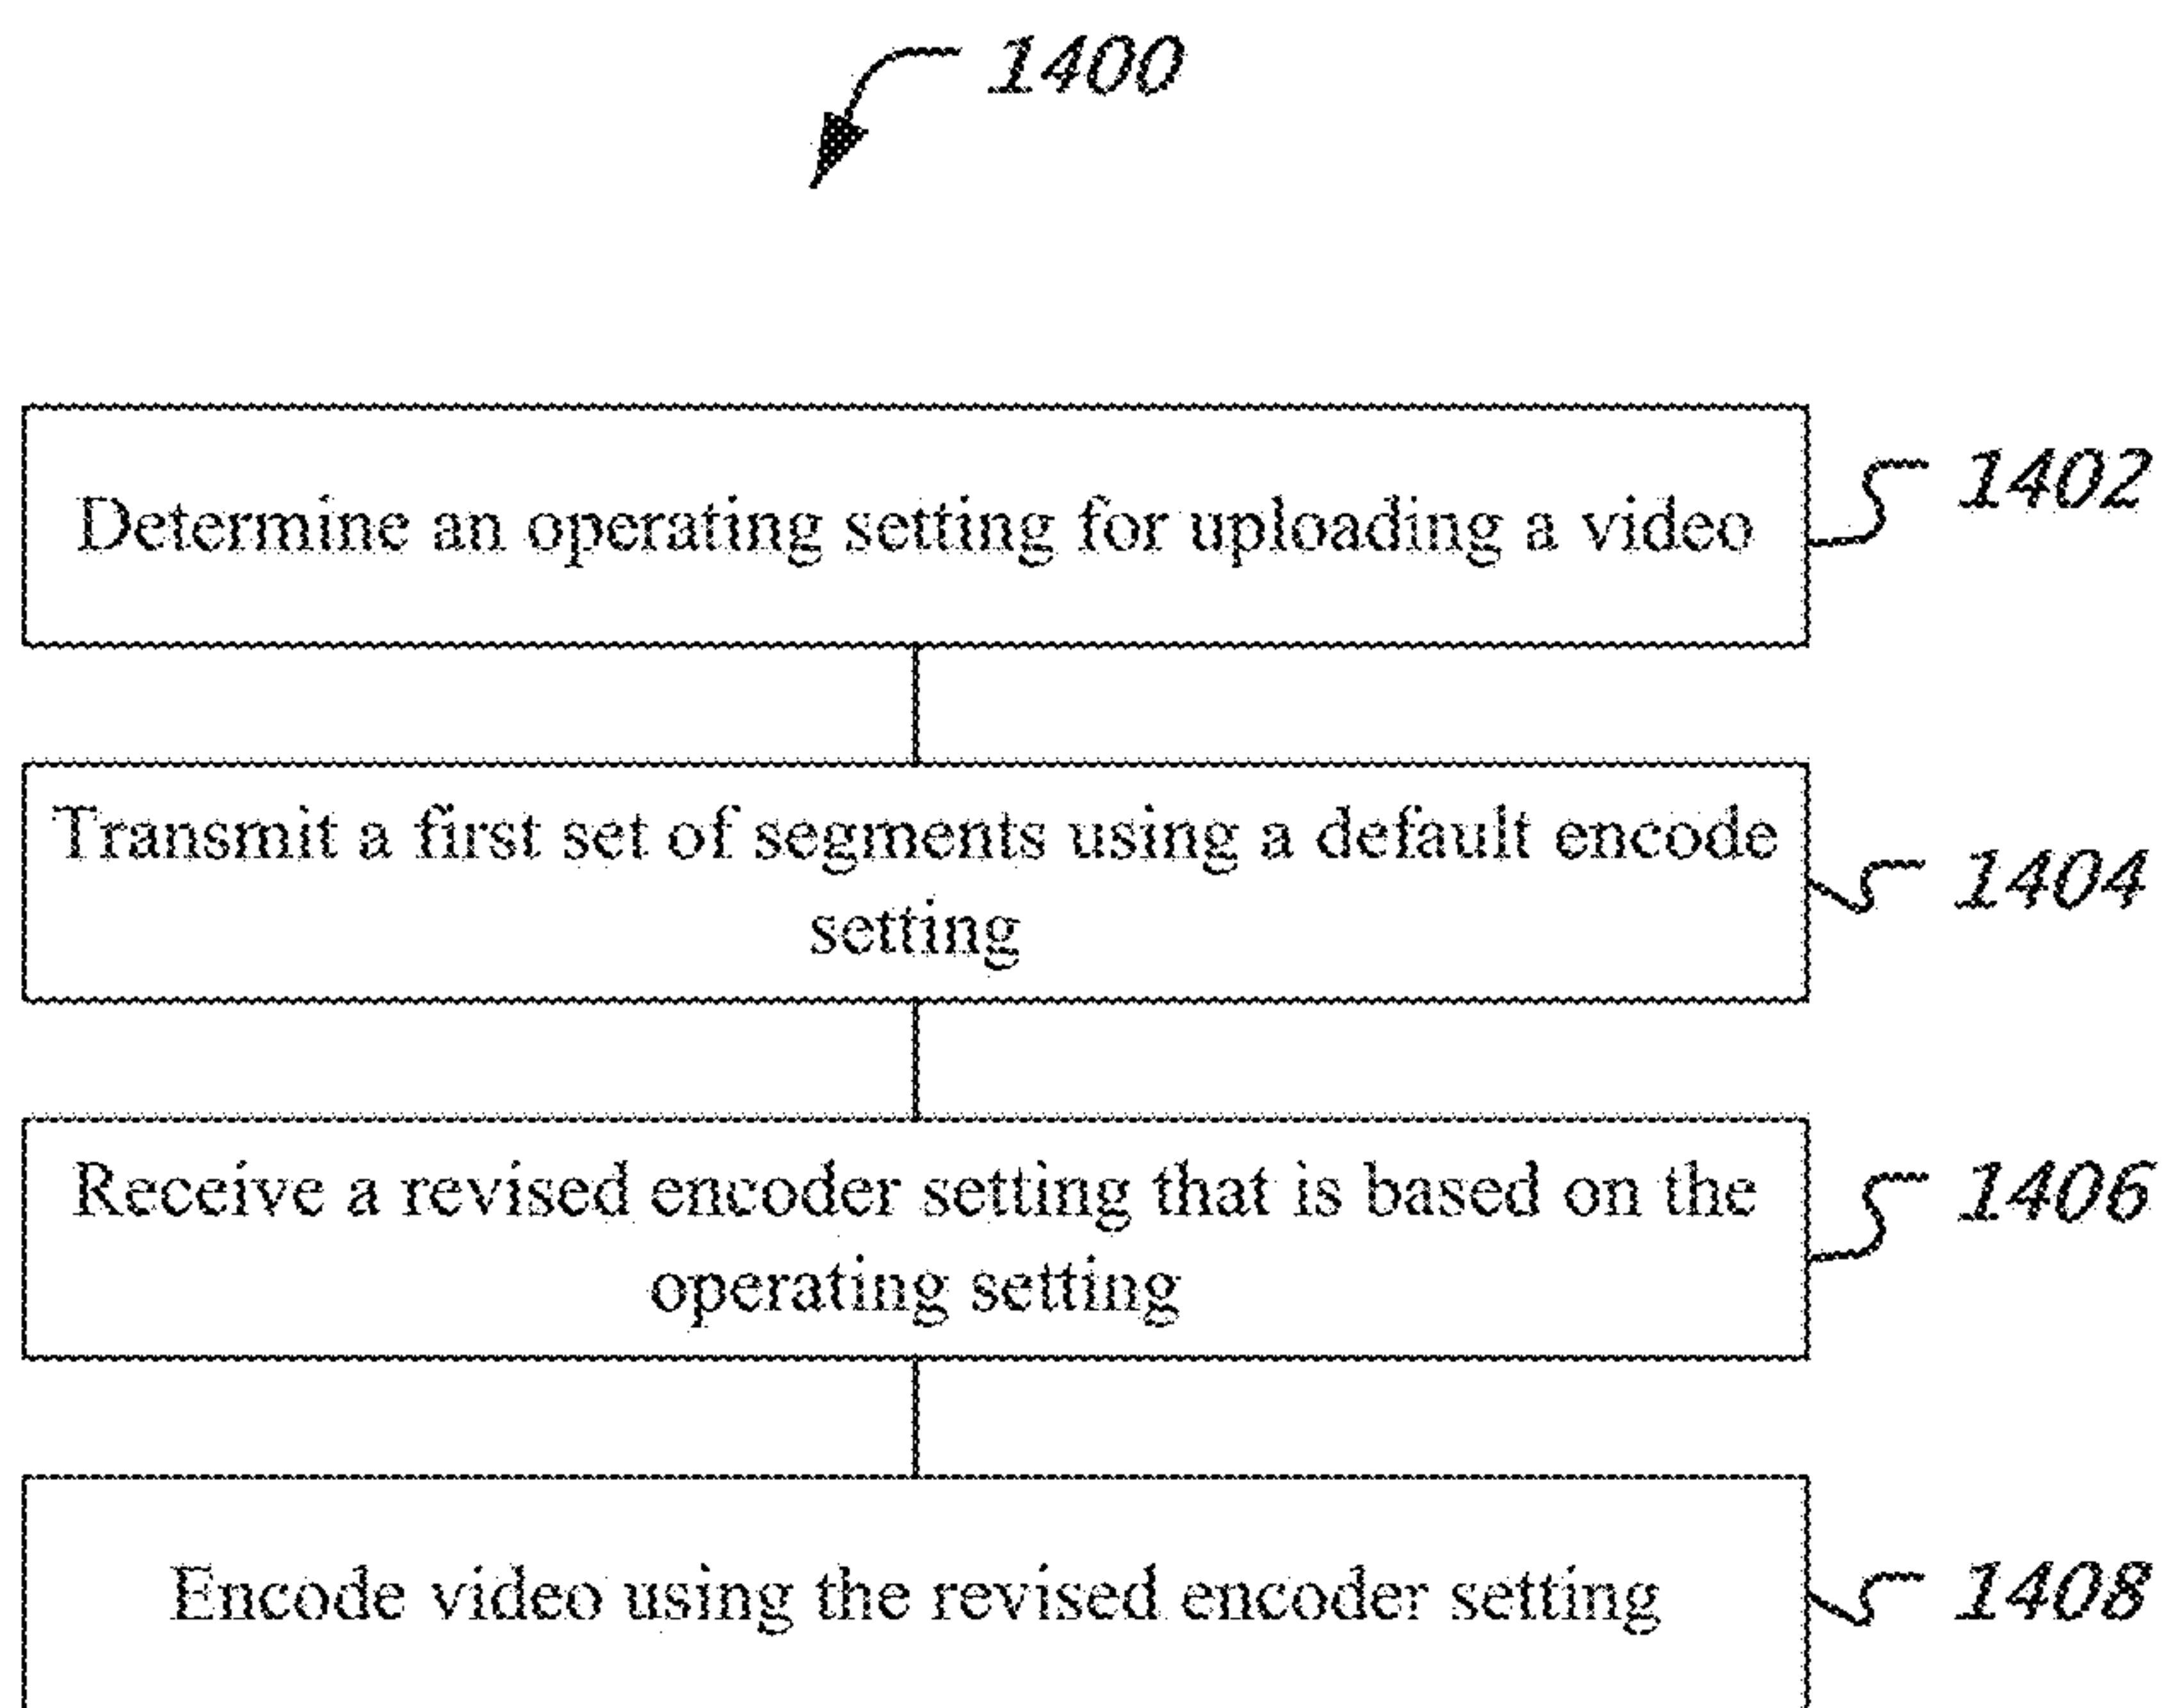 1400
Determine an operating setting for uploading a video
1402
Transmit a first set of segments using a default encode
setting
1404
Receive a revised encoder setting that is based on the
operating setting
1406
Encode video using the revised encoder setting
1408